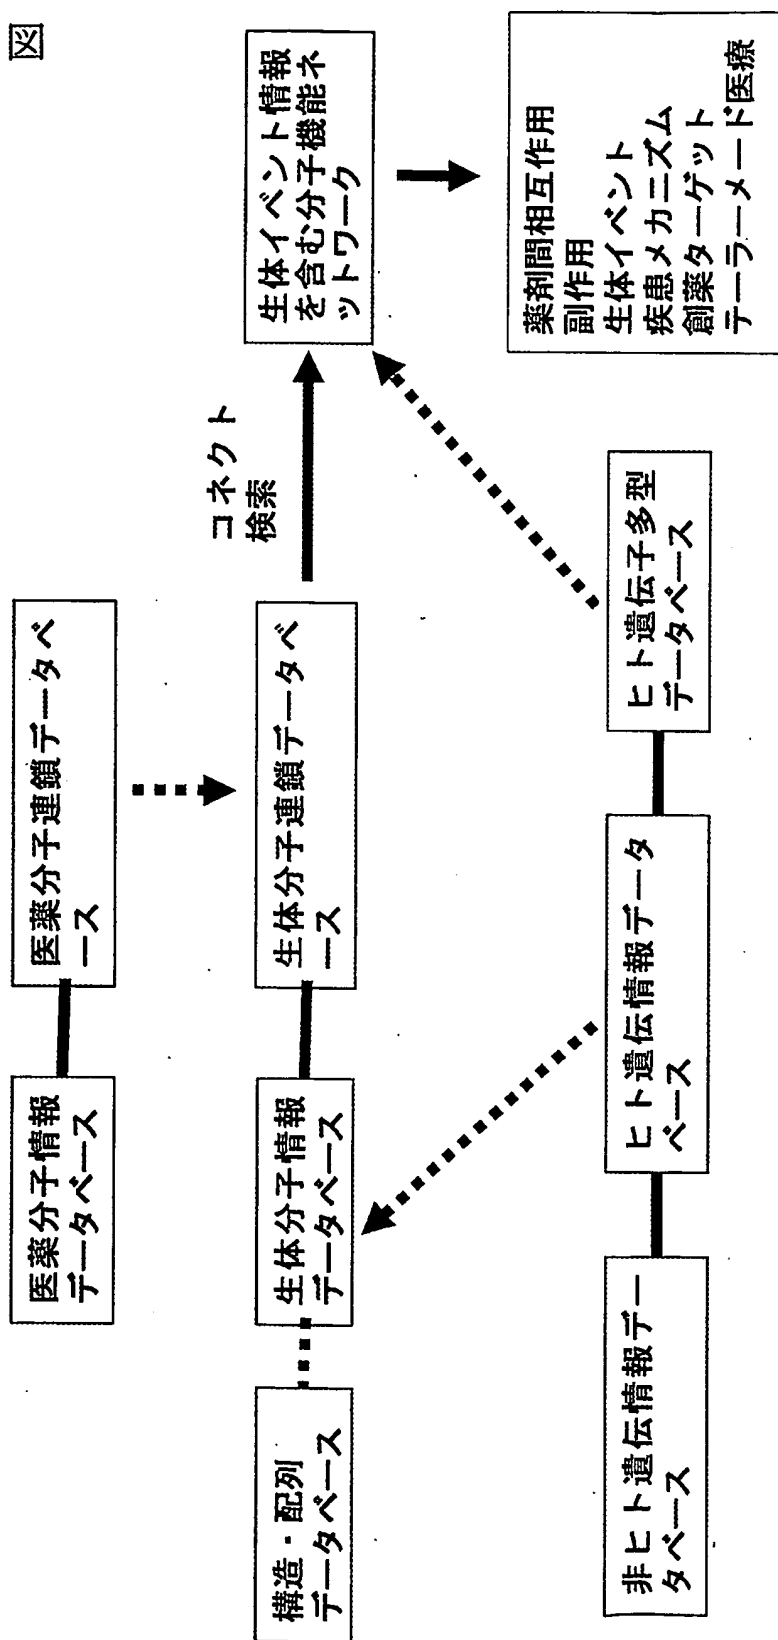 図
医薬分子情報
データベース
医薬分子連鎖データベ
ース
構造・配列
データベース
生体分子情報
データベース
生体分子連鎖データベ
ース
コネクト
検索
生体イベント情報
を含む分子機能ネ
ットワーク
非ヒト遺伝情報デー
タベース
ヒト遺伝情報データ
ベース
ヒト遺伝子多型
データベース
薬剤間相互作用
副作用
生体イベント
疾患メカニズム
創薬ターゲット
テーラーメード医療